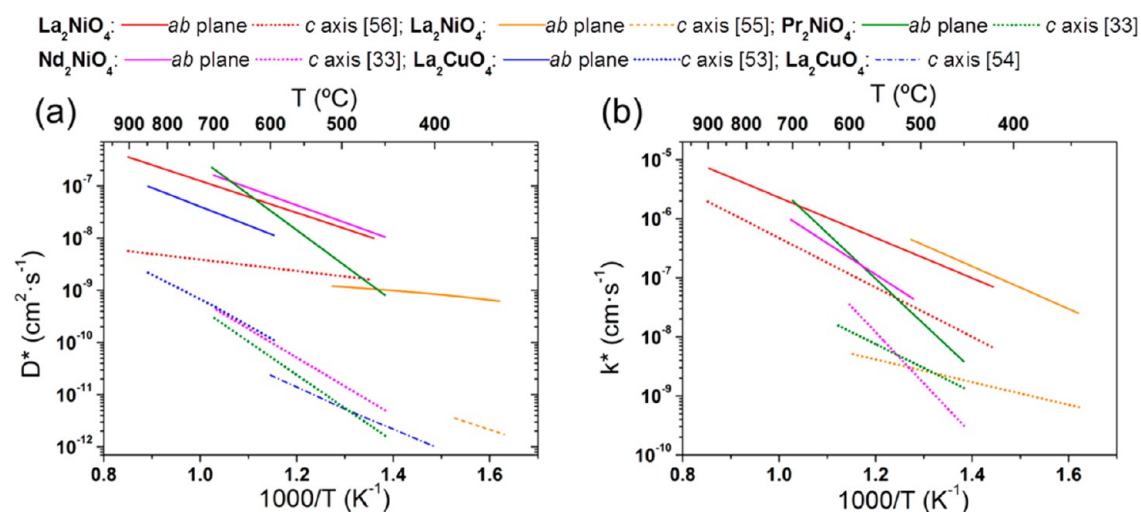 La₂NiO₄: ab plane c axis [56]; La₂NiO₄: ab plane c axis [55]; Pr₂NiO₄: ab plane c axis [33]
Nd₂NiO₄: ab plane c axis [33]; La₂CuO₄: ab plane c axis [53]; La₂CuO₄: c axis [54]
(a)
T (ºC)
900 800 700 600 500 400
10⁻⁷
10⁻⁸
10⁻⁹
10⁻¹⁰
10⁻¹¹
10⁻¹²
D* (cm²·s⁻¹)
0.8 1.0 1.2 1.4 1.6
1000/T (K⁻¹)
(b)
T (ºC)
900 800 700 600 500 400
10⁻⁵
10⁻⁶
10⁻⁷
10⁻⁸
10⁻⁹
10⁻¹⁰
k* (cm·s⁻¹)
0.8 1.0 1.2 1.4 1.6
1000/T (K⁻¹)